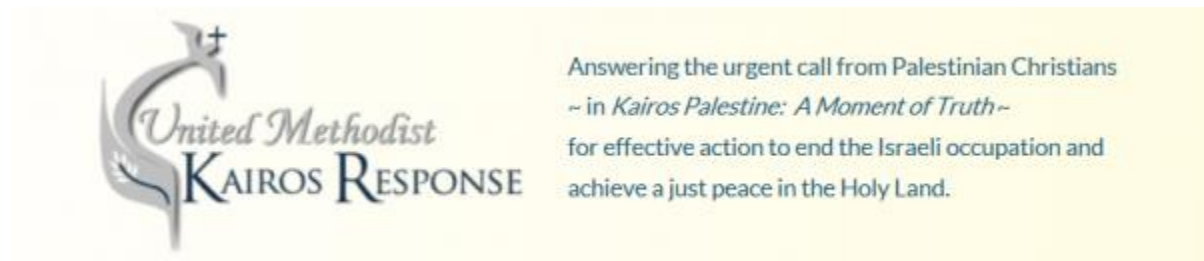 United Methodist
KAIROS RESPONSE
Answering the urgent call from Palestinian Christians
~ in Kairos Palestine: A Moment of Truth ~
for effective action to end the Israeli occupation and
achieve a just peace in the Holy Land.